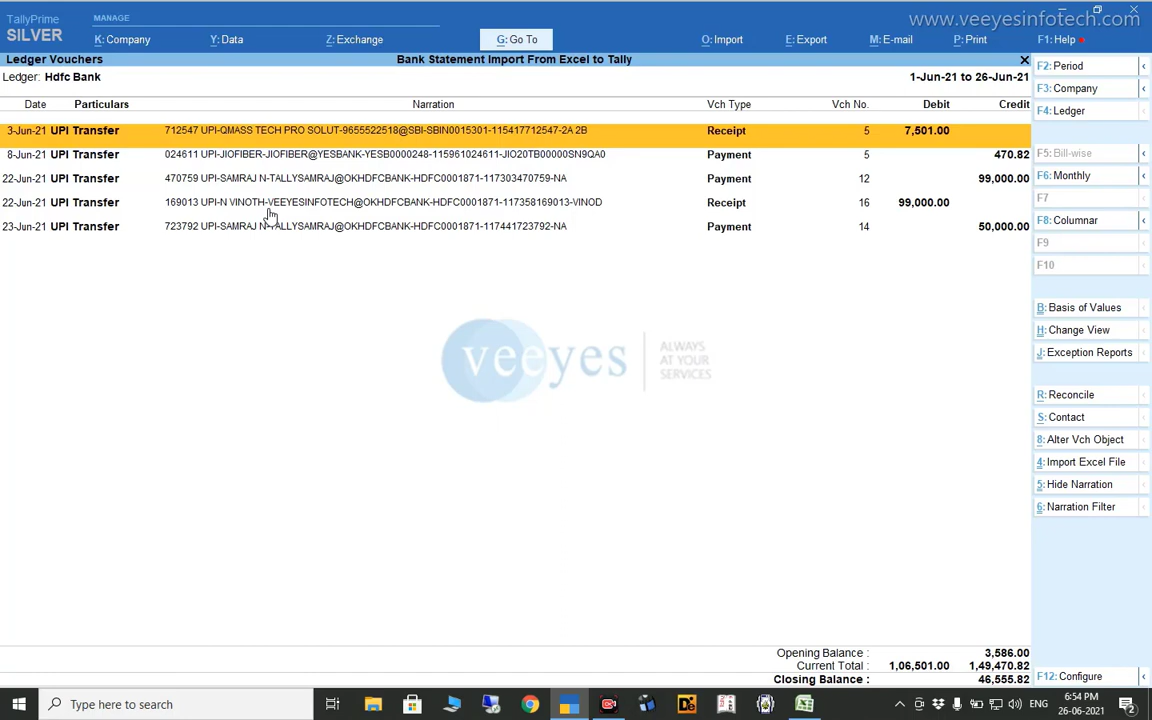 TallyPrime
SILVER
MANAGE
K: Company
Y: Data
Z: Exchange
G: Go To
O: Import
E: Export
M: E-mail
P: Print
F1: Help
www.veeyesinfotech.com
Ledger Vouchers
Bank Statement Import From Excel to Tally
Ledger: Hdfc Bank
1-Jun-21 to 26-Jun-21
Date Particulars Narration Vch Type Vch No. Debit Credit
3-Jun-21 UPI Transfer 712547 UPI-QMASS TECH PRO SOLUT-9655522518@SBI-SBIN0015301-115417712547-2A 2B Receipt 5 7,501.00
8-Jun-21 UPI Transfer 024611 UPI-JIOFIBER-JIOFIBER@YESBANK-YESB0000248-115961024611-JIO20TB00000SN9QA0 Payment 5 470.82
22-Jun-21 UPI Transfer 470759 UPI-SAMRAJ N-TALLYSAMRAJ@OKHDFCBANK-HDFC0001871-117303470759-NA Payment 12 99,000.00
22-Jun-21 UPI Transfer 169013 UPI-N VINOTH-VEEYESINFOTECH@OKHDFCBANK-HDFC0001871-117358169013-VINOD Receipt 16 99,000.00
23-Jun-21 UPI Transfer 723792 UPI-SAMRAJ N-TALLYSAMRAJ@OKHDFCBANK-HDFC0001871-117441723792-NA Payment 14 50,000.00
veeyes
ALWAYS
AT YOUR
SERVICES
Opening Balance : 3,586.00
Current Total : 1,06,501.00 1,49,470.82
Closing Balance : 46,555.82
F2: Period
F3: Company
F4: Ledger
F5: Bill-wise
F6: Monthly
F7
F8: Columnar
F9
F10
B: Basis of Values
H: Change View
J: Exception Reports
R: Reconcile
S: Contact
8: Alter Vch Object
4: Import Excel File
5: Hide Narration
6: Narration Filter
F12: Configure
Type here to search
ENG
6:54 PM
26-06-2021
2